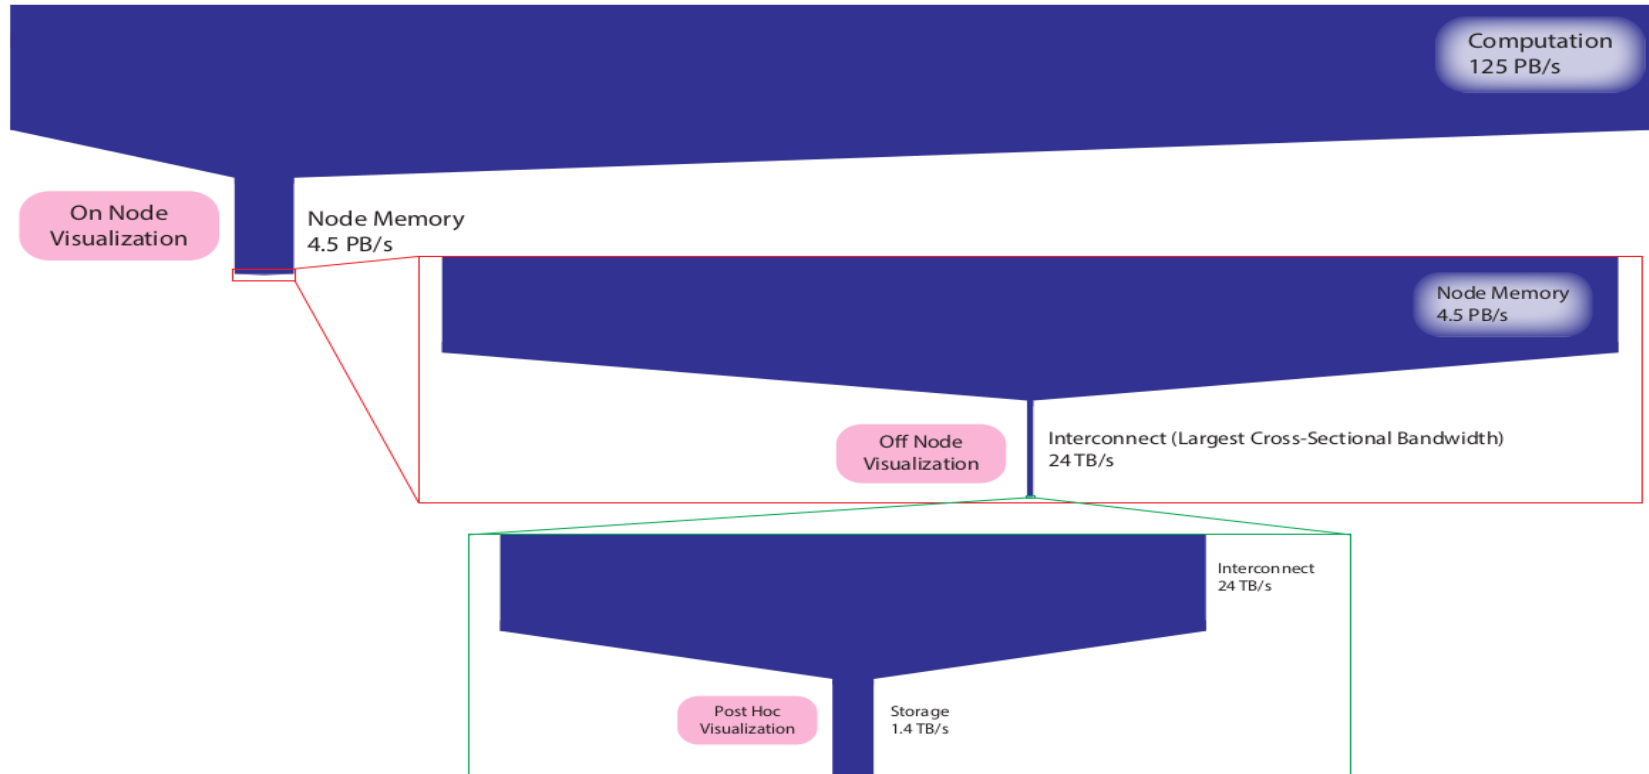 Computation
125 PB/s
On Node
Visualization
Node Memory
4.5 PB/s
Node Memory
4.5 PB/s
Off Node
Visualization
Interconnect (Largest Cross-Sectional Bandwidth)
24 TB/s
Interconnect
24 TB/s
Post Hoc
Visualization
Storage
1.4 TB/s